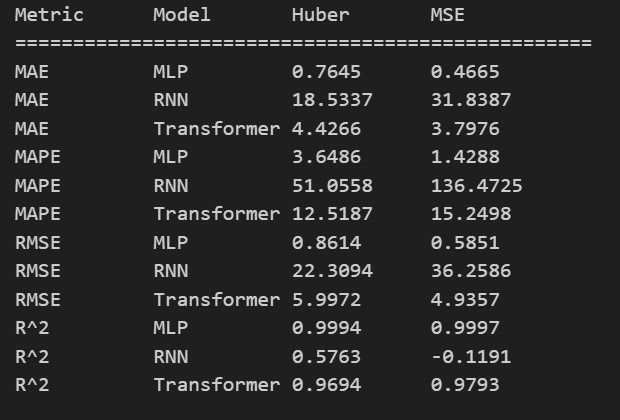 Metric Model Huber MSE
==================================================
MAE MLP 0.7645 0.4665
MAE RNN 18.5337 31.8387
MAE Transformer 4.4266 3.7976
MAPE MLP 3.6486 1.4288
MAPE RNN 51.0558 136.4725
MAPE Transformer 12.5187 15.2498
RMSE MLP 0.8614 0.5851
RMSE RNN 22.3094 36.2586
RMSE Transformer 5.9972 4.9357
R^2 MLP 0.9994 0.9997
R^2 RNN 0.5763 -0.1191
R^2 Transformer 0.9694 0.9793